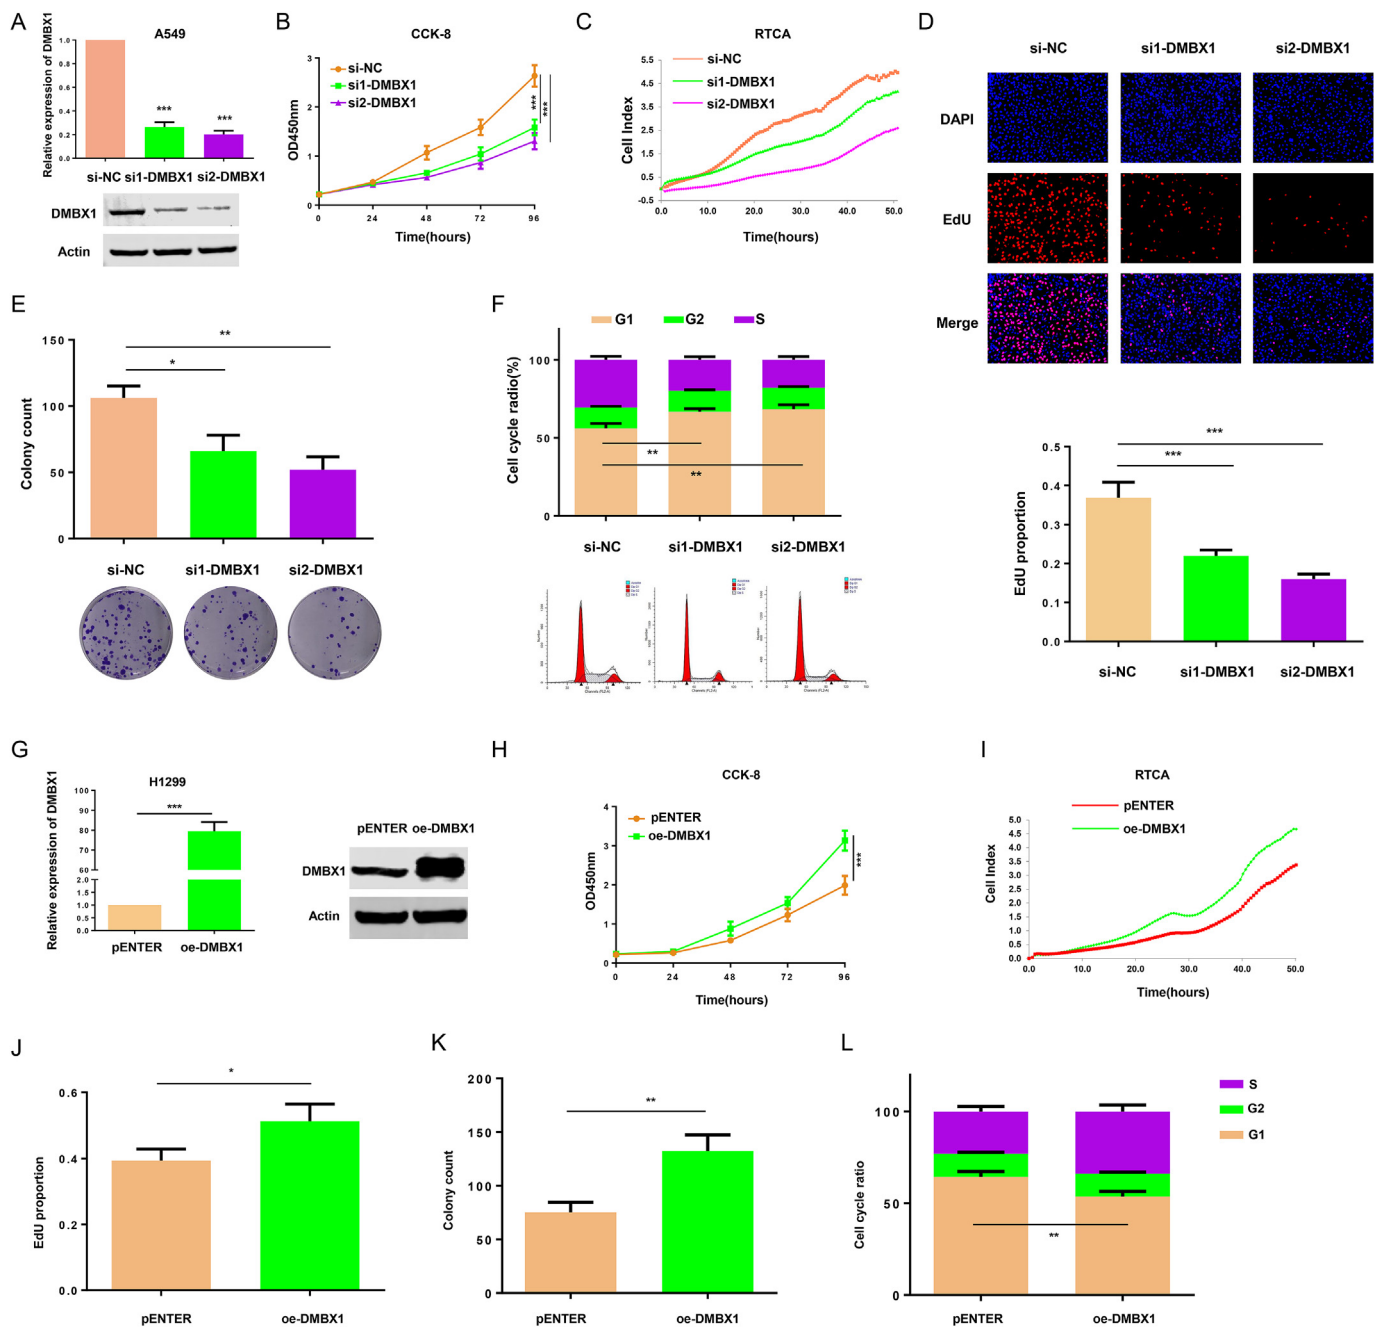 A
A549
Relative expression of DMBX1
1.0
0.8
0.6
0.4
0.2
0.0
***
***
si-NC si1-DMBX1 si2-DMBX1
DMBX1
Actin
B
CCK-8
si-NC
si1-DMBX1
si2-DMBX1
OD450nm
3
2
1
0
0 24 48 72 96
***
***
Time(hours)
C
RTCA
si-NC
si1-DMBX1
si2-DMBX1
Cell Index
5.5
4.5
3.5
2.5
1.5
0.5
-0.5
0.0 10.0 20.0 30.0 40.0 50.0
Time(hours)
D
si-NC si1-DMBX1 si2-DMBX1
DAPI
EdU
Merge
EdU proportion
0.5
0.4
0.3
0.2
0.1
0.0
***
***
si-NC si1-DMBX1 si2-DMBX1
E
Colony count
150
100
50
0
**
*
si-NC si1-DMBX1 si2-DMBX1
F
G1 G2 S
Cell cycle radio(%)
100
50
0
**
**
si-NC si1-DMBX1 si2-DMBX1
G
H1299
Relative expression of DMBX1
100
90
80
70
60
2.0
1.5
1.0
0.5
0.0
***
pENTER oe-DMBX1
pENTER oe-DMBX1
DMBX1
Actin
H
CCK-8
pENTER
oe-DMBX1
OD450nm
4
3
2
1
0
0 24 48 72 96
***
Time(hours)
I
RTCA
pENTER
oe-DMBX1
Cell Index
5.0
4.5
4.0
3.5
3.0
2.5
2.0
1.5
1.0
0.5
0.0
0.0 10.0 20.0 30.0 40.0 50.0
Time(hours)
J
EdU proportion
0.6
0.4
0.2
0.0
*
pENTER oe-DMBX1
K
Colony count
200
150
100
50
0
**
pENTER oe-DMBX1
L
Cell cycle ratio
100
50
0
**
S
G2
G1
pENTER oe-DMBX1